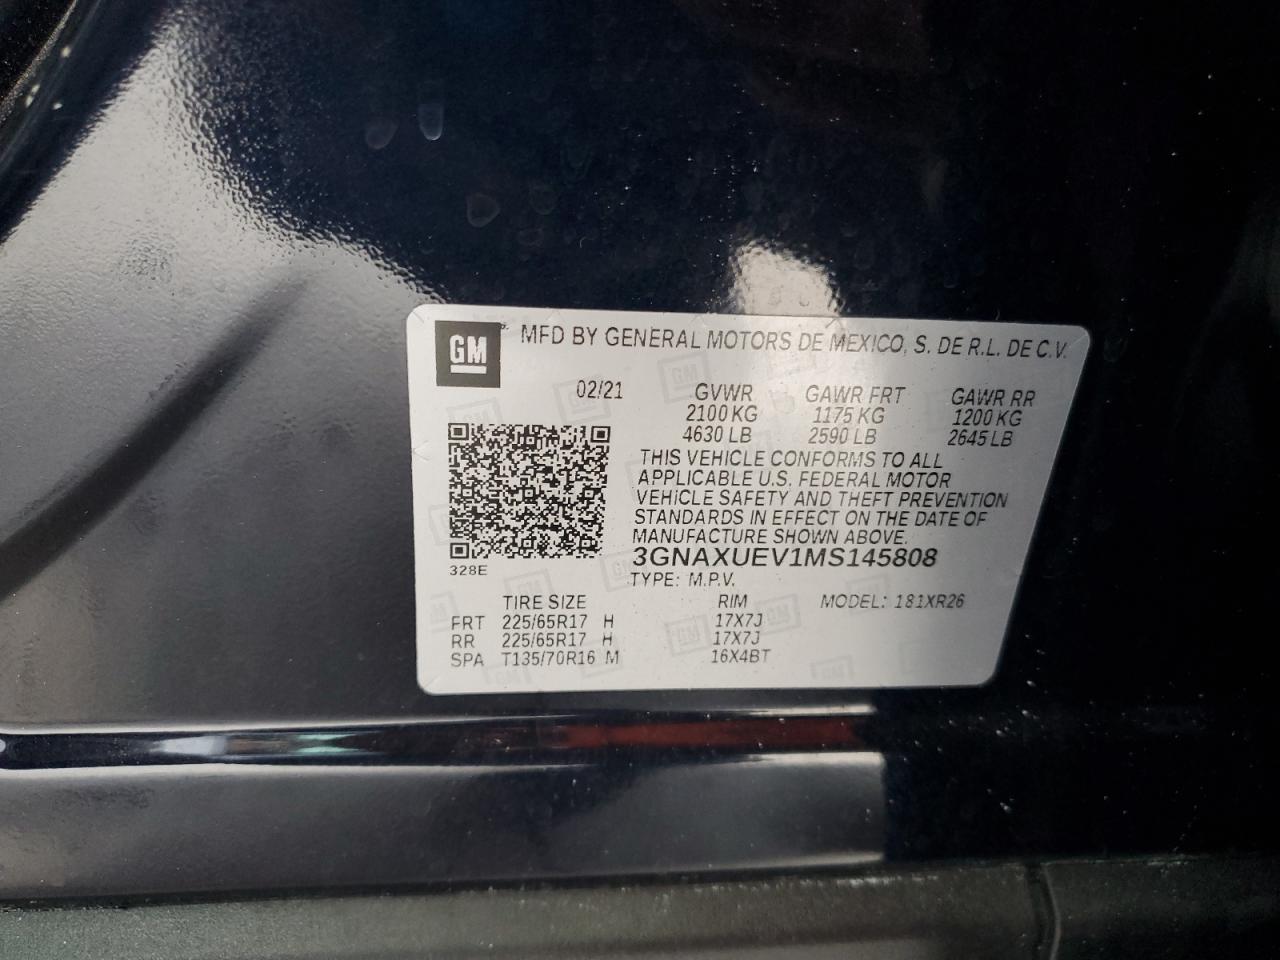 GM MFD BY GENERAL MOTORS DE MEXICO, S. DE R.L. DE C.V.
02/21 GVWR GAWR FRT GAWR RR
2100 KG 1175 KG 1200 KG
4630 LB 2590 LB 2645 LB
THIS VEHICLE CONFORMS TO ALL
APPLICABLE U.S. FEDERAL MOTOR
VEHICLE SAFETY AND THEFT PREVENTION
STANDARDS IN EFFECT ON THE DATE OF
MANUFACTURE SHOWN ABOVE.
3GNAXUEV1MS145808
328E
TYPE: M.P.V.
TIRE SIZE RIM MODEL: 181XR26
FRT 225/65R17 H 17X7J
RR 225/65R17 H 17X7J
SPA T135/70R16 M 16X4BT